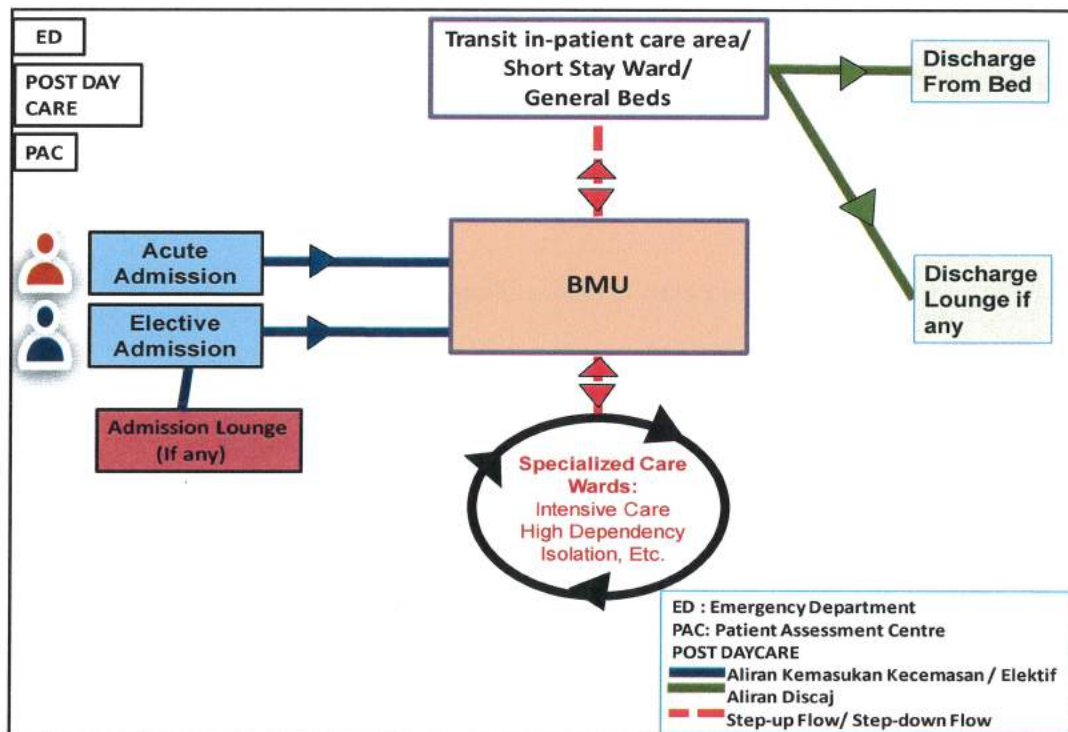 ED
POST DAY
CARE
PAC
Transit in-patient care area/
Short Stay Ward/
General Beds
Discharge
From Bed
Acute
Admission
Elective
Admission
Admission Lounge
(If any)
BMU
Discharge
Lounge if
any
Specialized Care
Wards:
Intensive Care
High Dependency
Isolation, Etc.
ED : Emergency Department
PAC: Patient Assessment Centre
POST DAYCARE
Aliran Kemasukan Kecemasan / Elektif
Aliran Discaj
Step-up Flow/ Step-down Flow